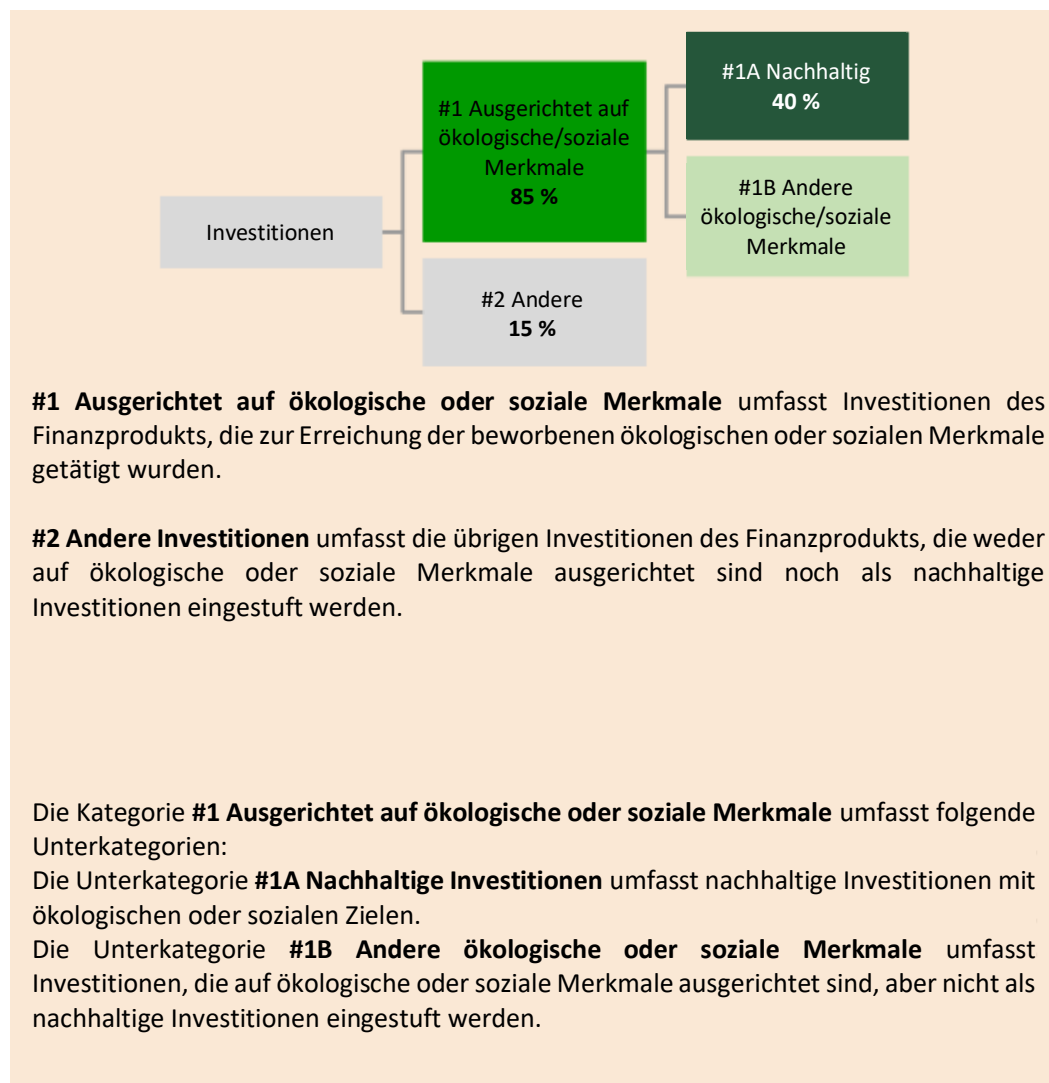 #1A Nachhaltig
40 %
#1 Ausgerichtet auf
ökologische/soziale
Merkmale
85 %
#1B Andere
ökologische/soziale
Merkmale
Investitionen
#2 Andere
15 %
#1 Ausgerichtet auf ökologische oder soziale Merkmale umfasst Investitionen des
Finanzprodukts, die zur Erreichung der beworbenen ökologischen oder sozialen Merkmale
getätigt wurden.
#2 Andere Investitionen umfasst die übrigen Investitionen des Finanzprodukts, die weder
auf ökologische oder soziale Merkmale ausgerichtet sind noch als nachhaltige
Investitionen eingestuft werden.
Die Kategorie #1 Ausgerichtet auf ökologische oder soziale Merkmale umfasst folgende
Unterkategorien:
Die Unterkategorie #1A Nachhaltige Investitionen umfasst nachhaltige Investitionen mit
ökologischen oder sozialen Zielen.
Die Unterkategorie #1B Andere ökologische oder soziale Merkmale umfasst
Investitionen, die auf ökologische oder soziale Merkmale ausgerichtet sind, aber nicht als
nachhaltige Investitionen eingestuft werden.